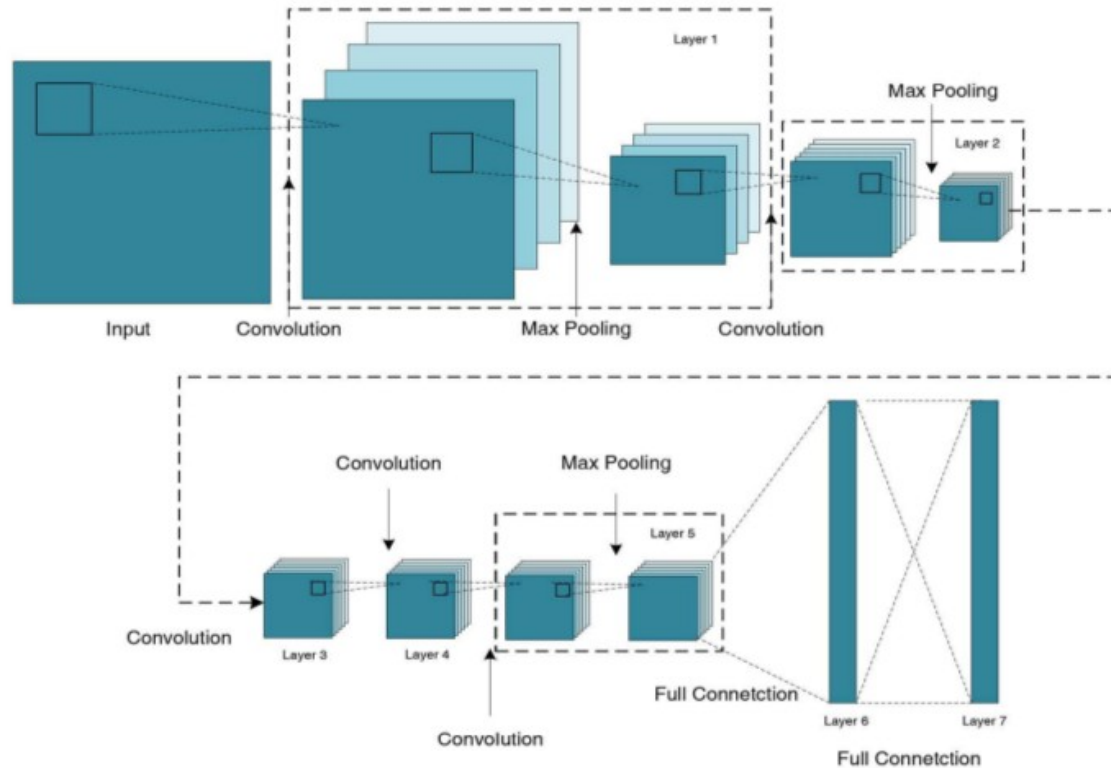 Layer 1
Max Pooling
Layer 2
Input
Convolution
Max Pooling
Convolution
Convolution
Max Pooling
Layer 5
Convolution
Layer 3
Layer 4
Full Connetction
Layer 6
Layer 7
Convolution
Full Connetction